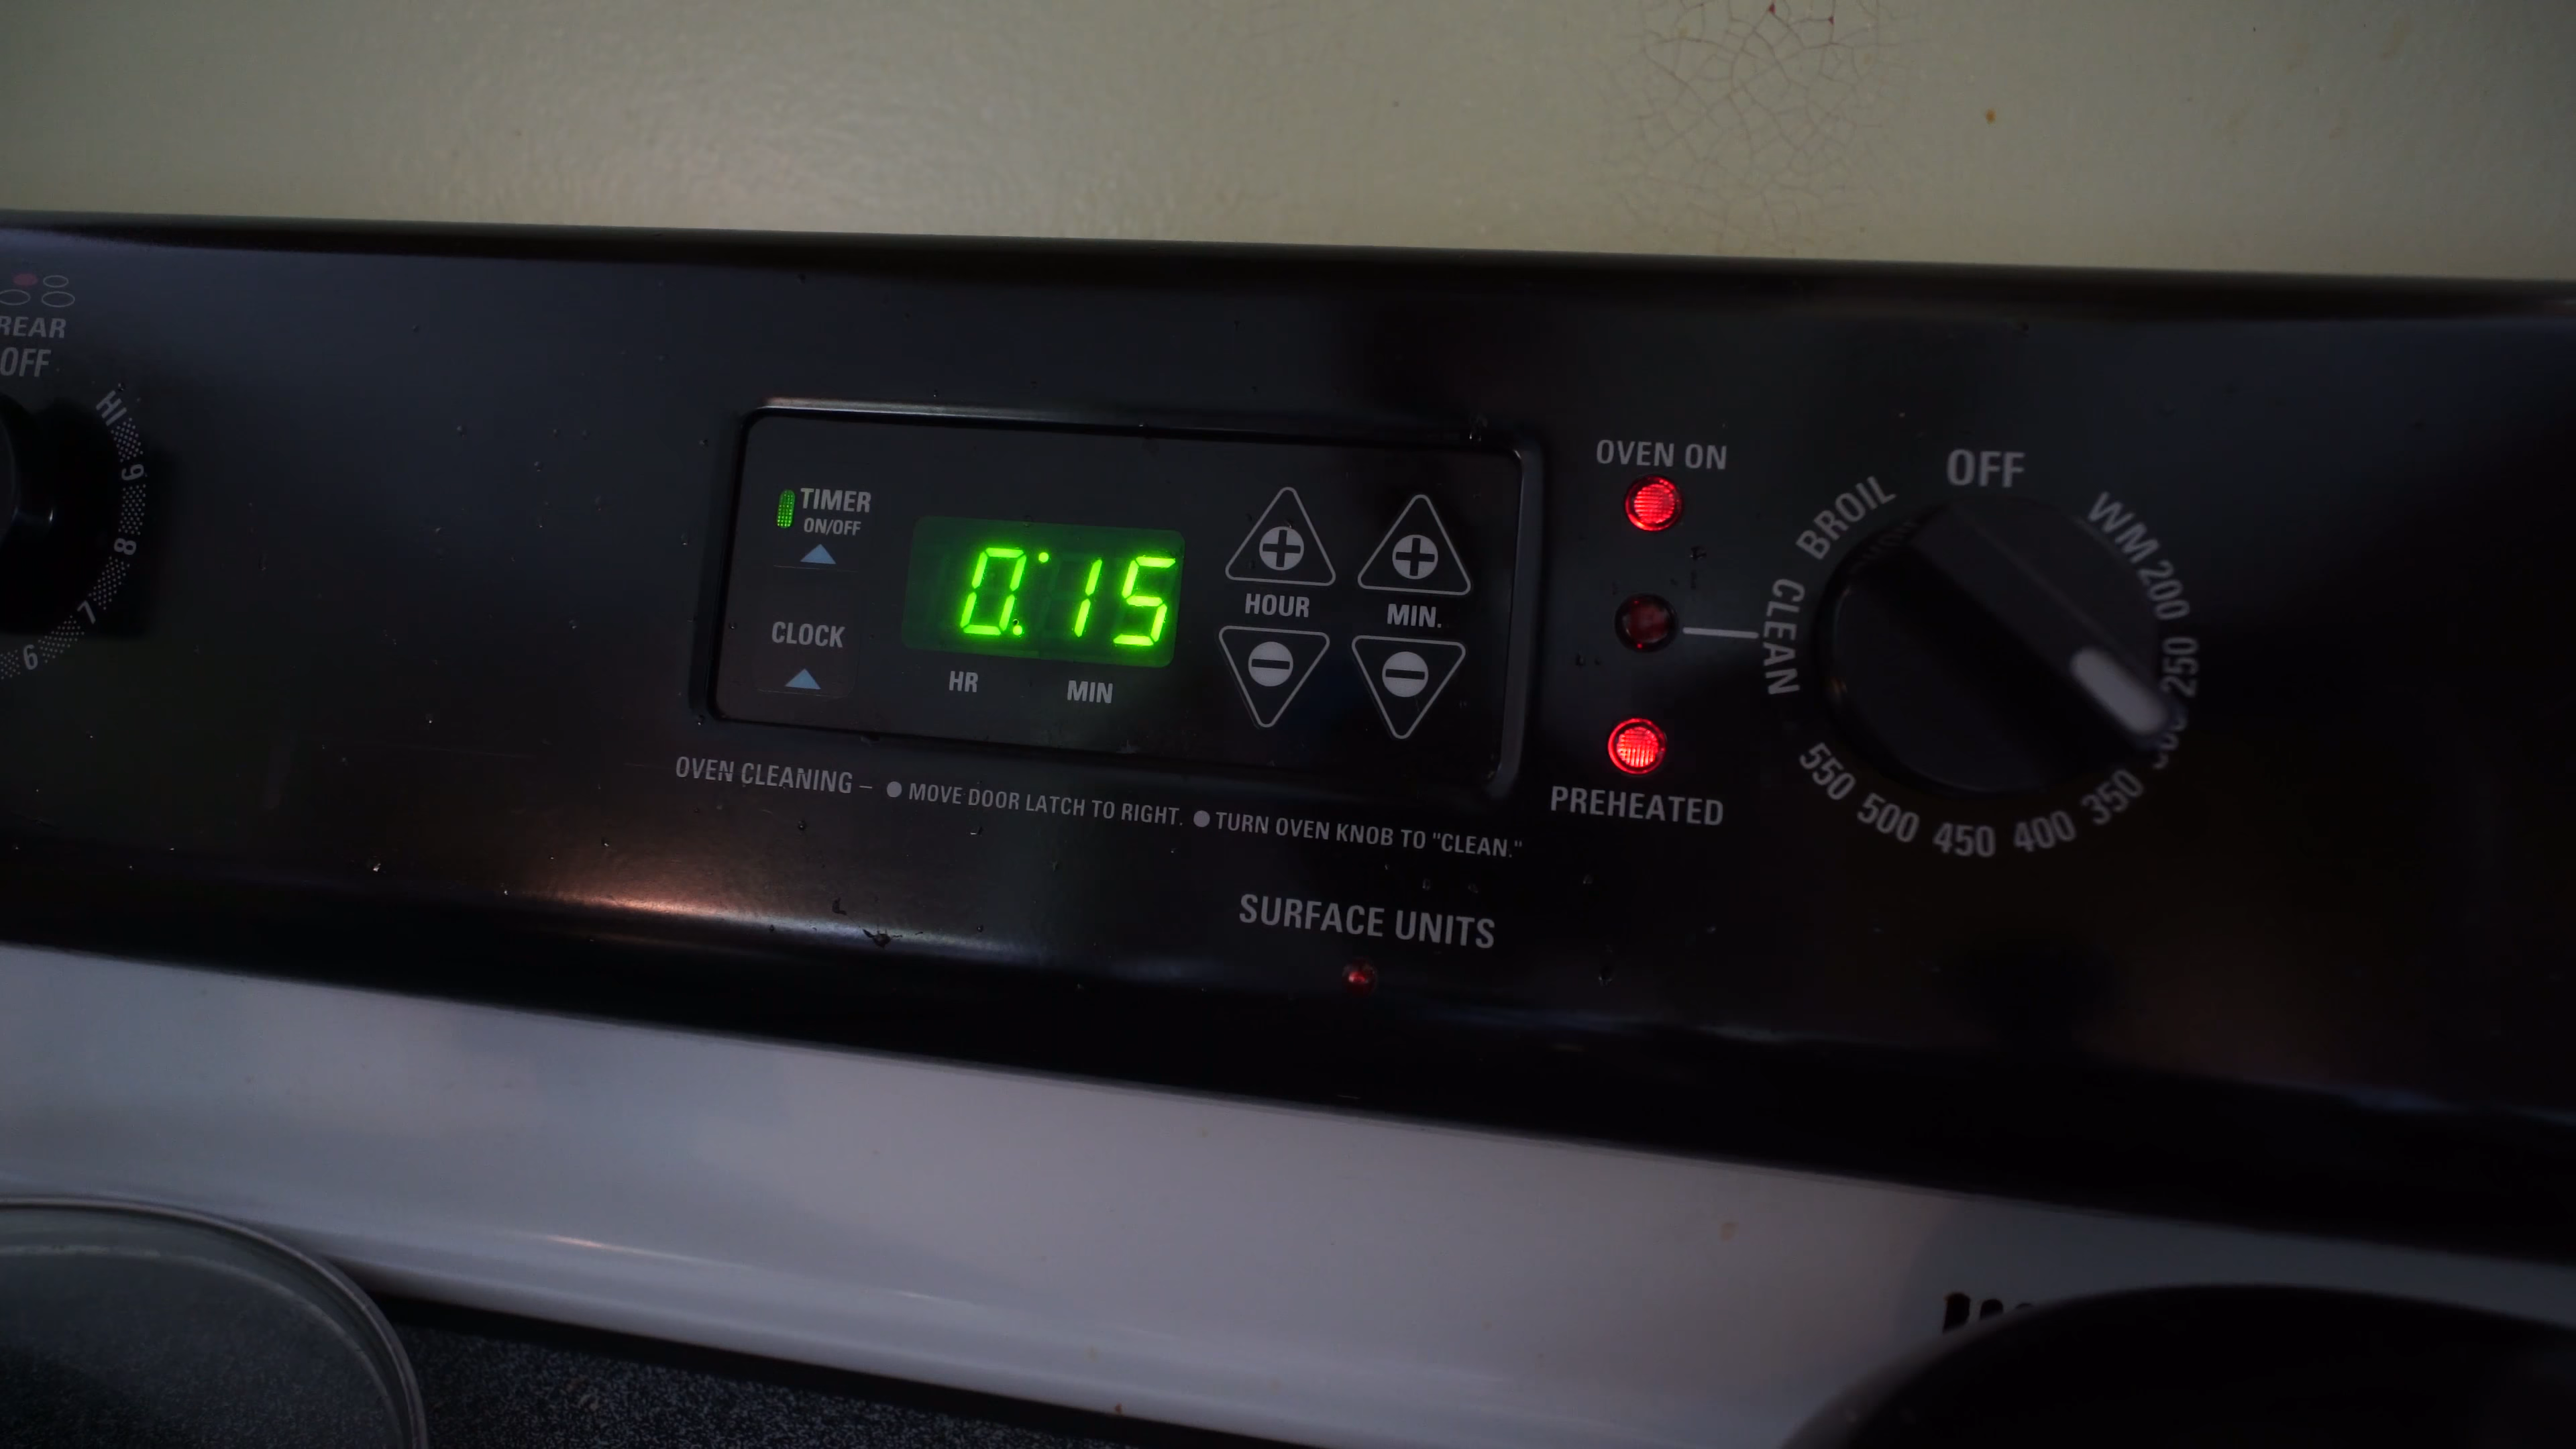 REAR
OFF
HI
9
8
7
6
TIMER
ON/OFF
CLOCK
0:15
HR
MIN
HOUR
MIN.
OVEN CLEANING – ● MOVE DOOR LATCH TO RIGHT. ● TURN OVEN KNOB TO "CLEAN."
SURFACE UNITS
OVEN ON
PREHEATED
OFF
WM
200
250
300
350
400
450
500
550
CLEAN
BROIL